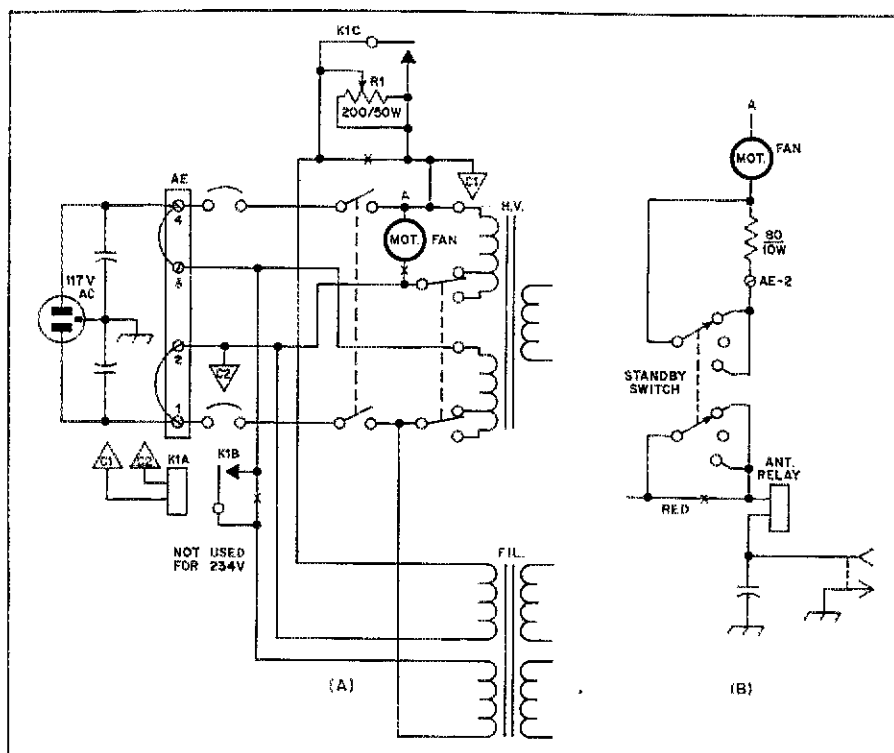 K1C
R1
200/50W
AE
4
A
C1
H.V.
MOT. FAN
117V
AC
3
2
C2
1
C1
C2
K1A
K1B
NOT USED
FOR 234V
FIL.
(A)
A
MOT. FAN
80
10W
AE-2
STANDBY
SWITCH
ANT.
RELAY
RED
(B)